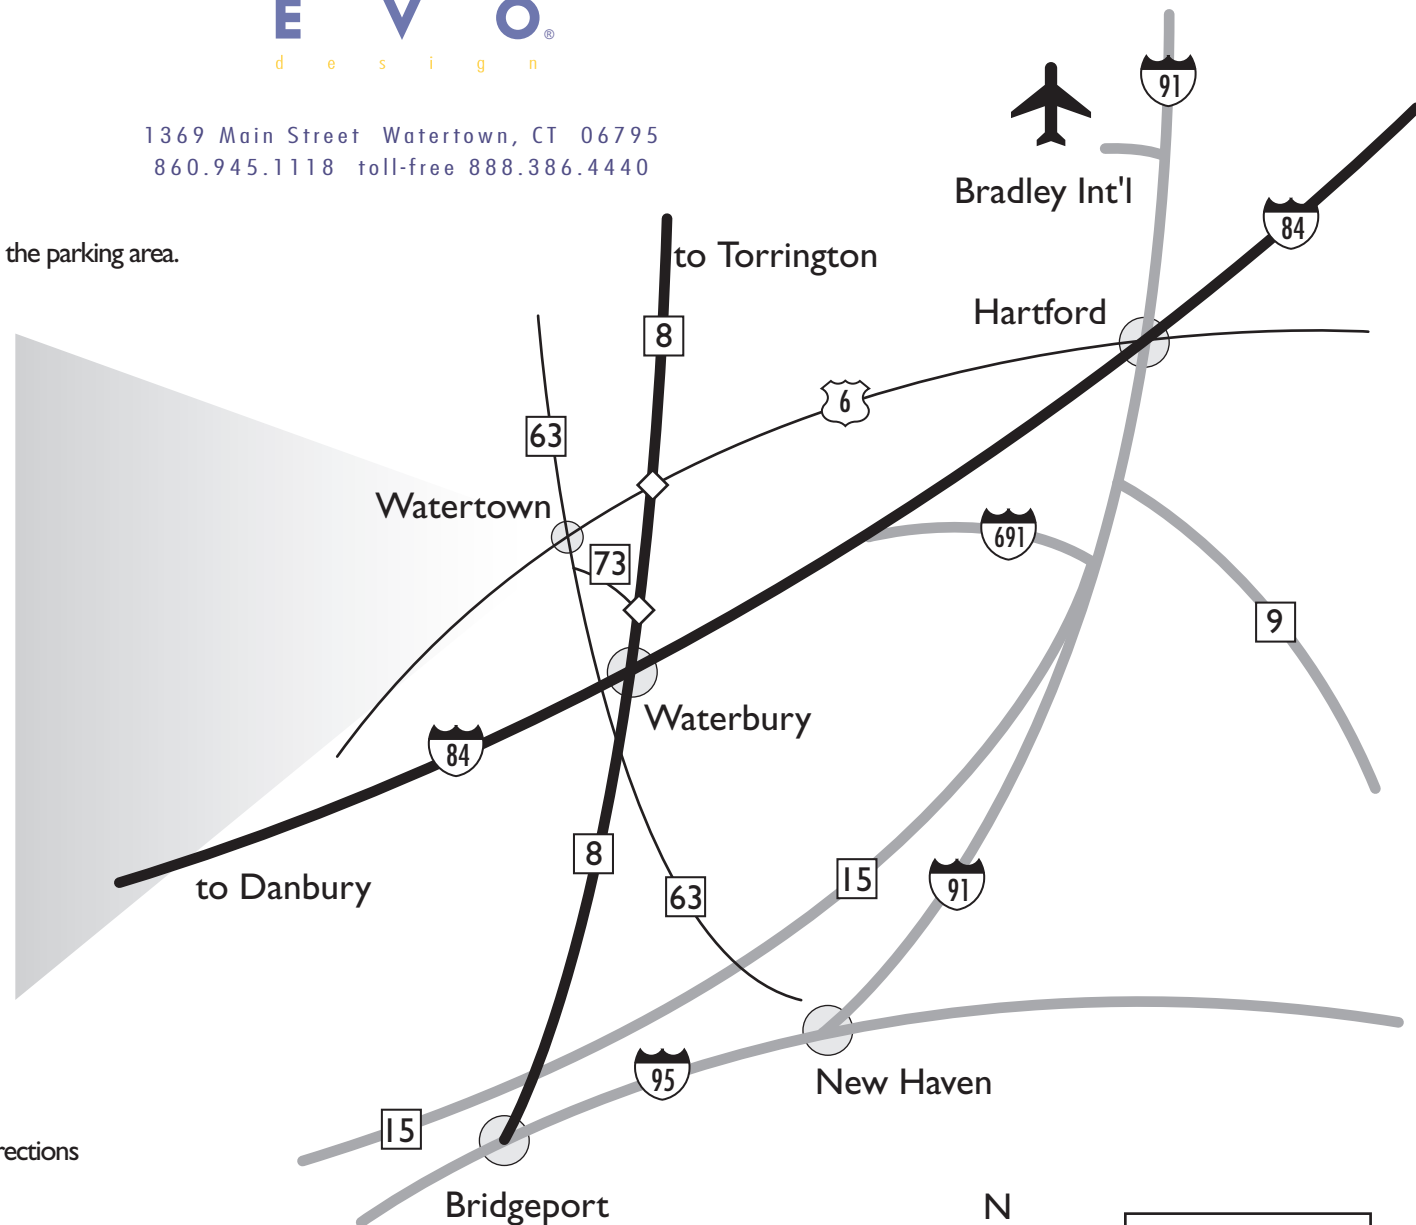 EVO®
design
1369 Main Street Watertown, CT 06795
860.945.1118 toll-free 888.386.4440
91
Bradley Int'l
84
the parking area.
to Torrington
Hartford
8
6
63
Watertown
691
73
9
Waterbury
84
8
to Danbury
15
91
63
95
New Haven
15
rections
Bridgeport
N